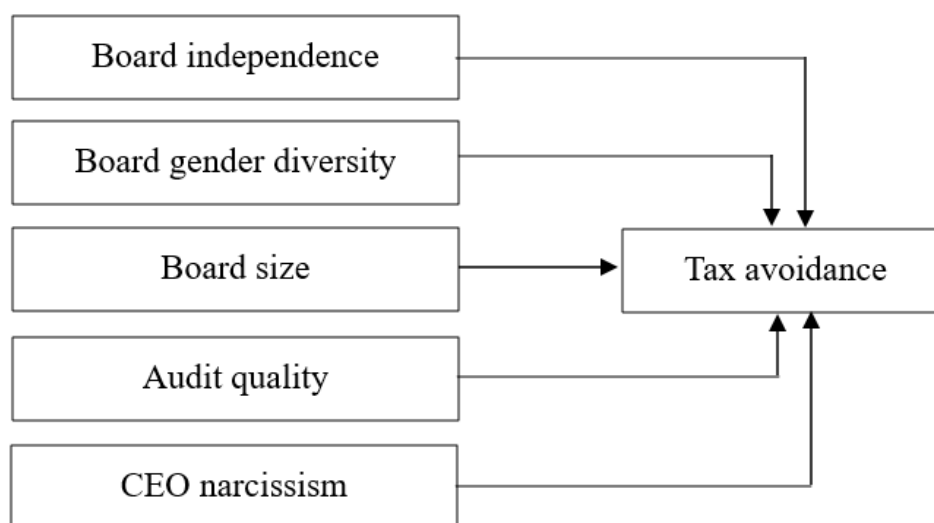 Board independence
Board gender diversity
Board size
Tax avoidance
Audit quality
CEO narcissism